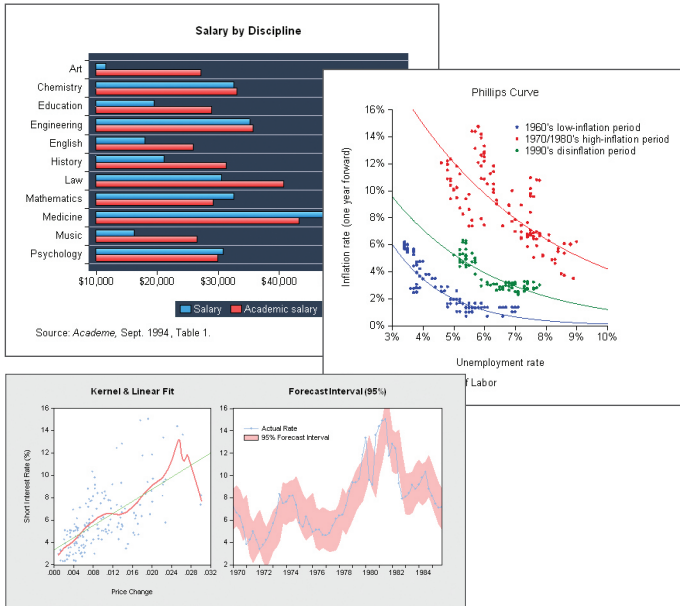 Salary by Discipline
Art
Chemistry
Education
Engineering
English
History
Law
Mathematics
Medicine
Music
Psychology
$10,000 $20,000 $30,000 $40,000
Salary Academic salary
Source: Academe, Sept. 1994, Table 1.
Phillips Curve
1960's low-inflation period
1970/1980's high-inflation period
1990's disinflation period
Inflation rate (one year forward)
16%
14%
12%
10%
8%
6%
4%
2%
0%
3% 4% 5% 6% 7% 8% 9% 10%
Unemployment rate
of Labor
Kernel & Linear Fit
Short Interest Rate (%)
16
14
12
10
8
6
4
2
.000 .004 .008 .012 .016 .020 .024 .028 .032
Price Change
Forecast Interval (95%)
Actual Rate
95% Forecast Interval
16
14
12
10
8
6
4
2
1970 1972 1974 1976 1978 1980 1982 1984